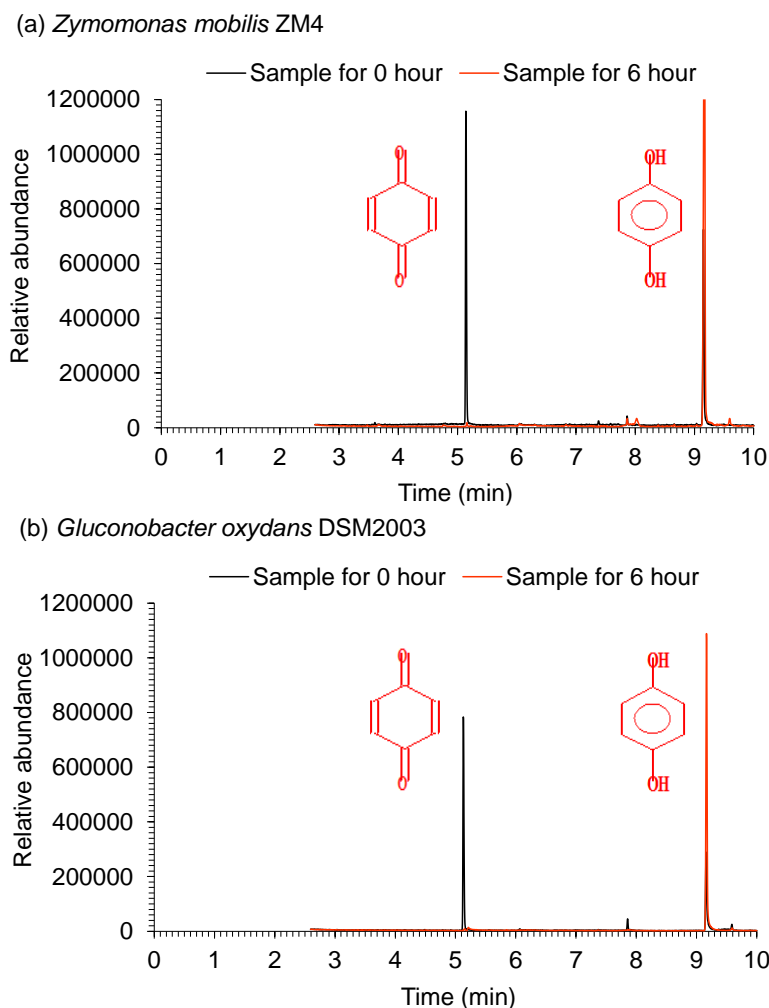 (a) Zymomonas mobilis ZM4
Sample for 0 hour Sample for 6 hour
1200000
1000000
800000
600000
400000
200000
0
Relative abundance
O
O
OH
OH
0 1 2 3 4 5 6 7 8 9 10
Time (min)
(b) Gluconobacter oxydans DSM2003
Sample for 0 hour Sample for 6 hour
1200000
1000000
800000
600000
400000
200000
0
Relative abundance
O
O
OH
OH
0 1 2 3 4 5 6 7 8 9 10
Time (min)